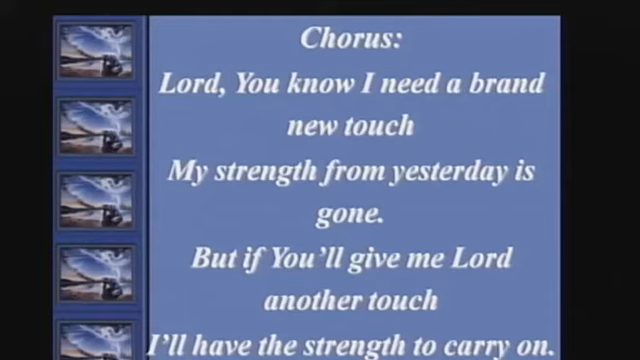 Chorus:
Lord, You know I need a brand
new touch
My strength from yesterday is
gone.
But if You'll give me Lord
another touch
I'll have the strength to carry on.